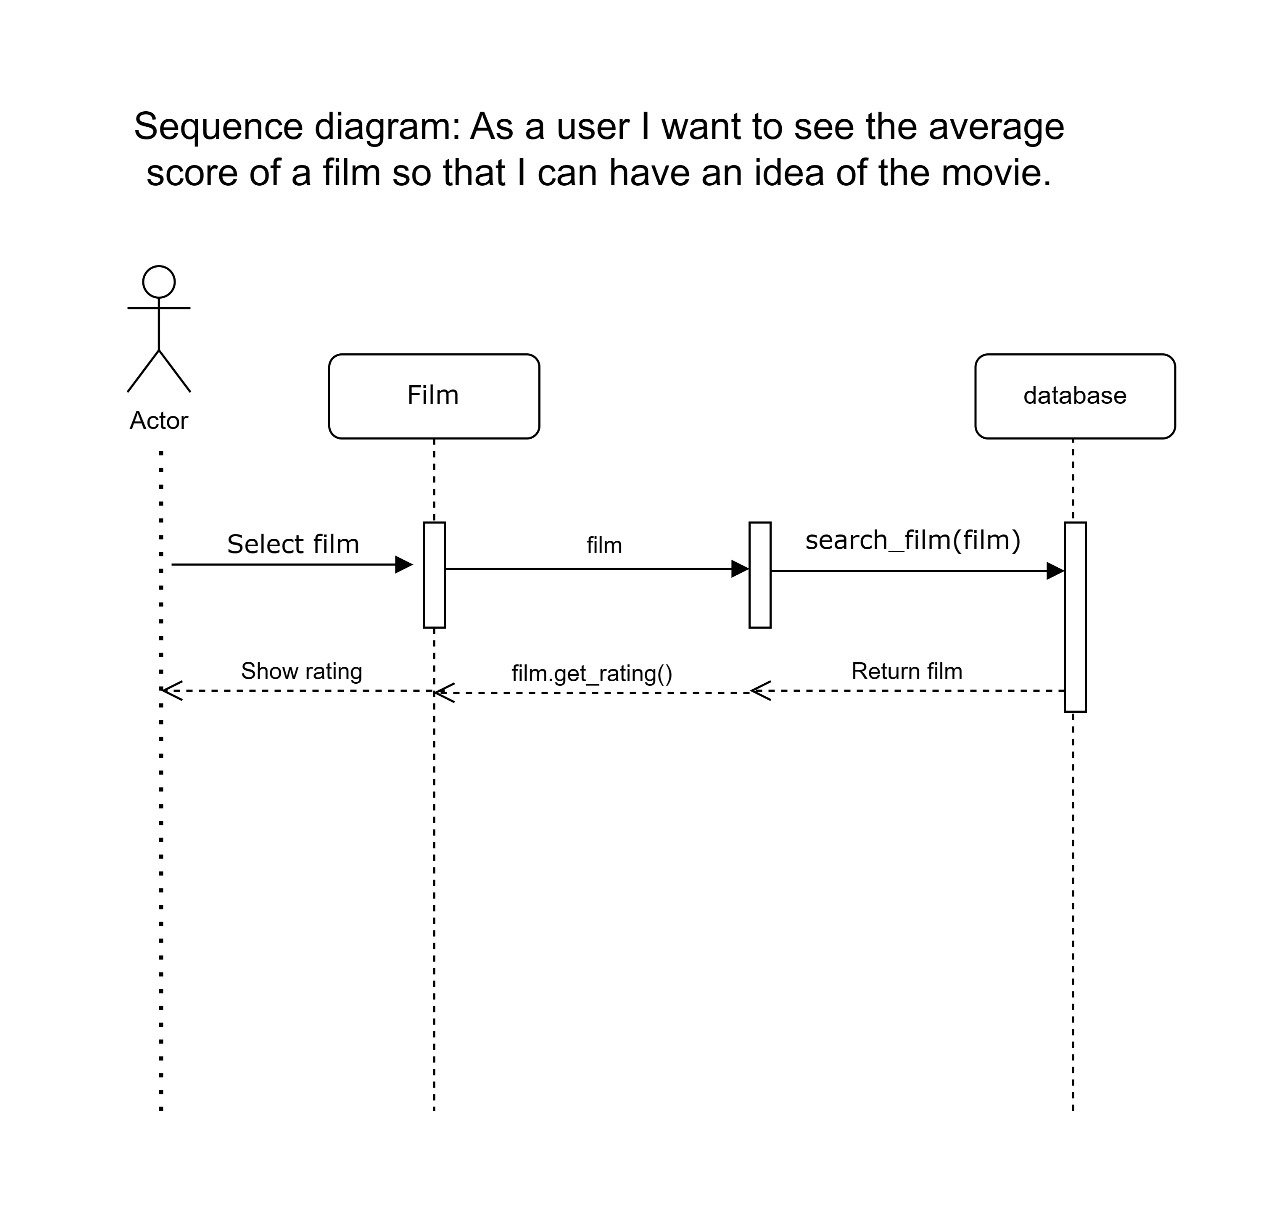 Sequence diagram: As a user I want to see the average
score of a film so that I can have an idea of the movie.
Actor
Film
database
Select film
film
search_film(film)
Show rating
film.get_rating()
Return film